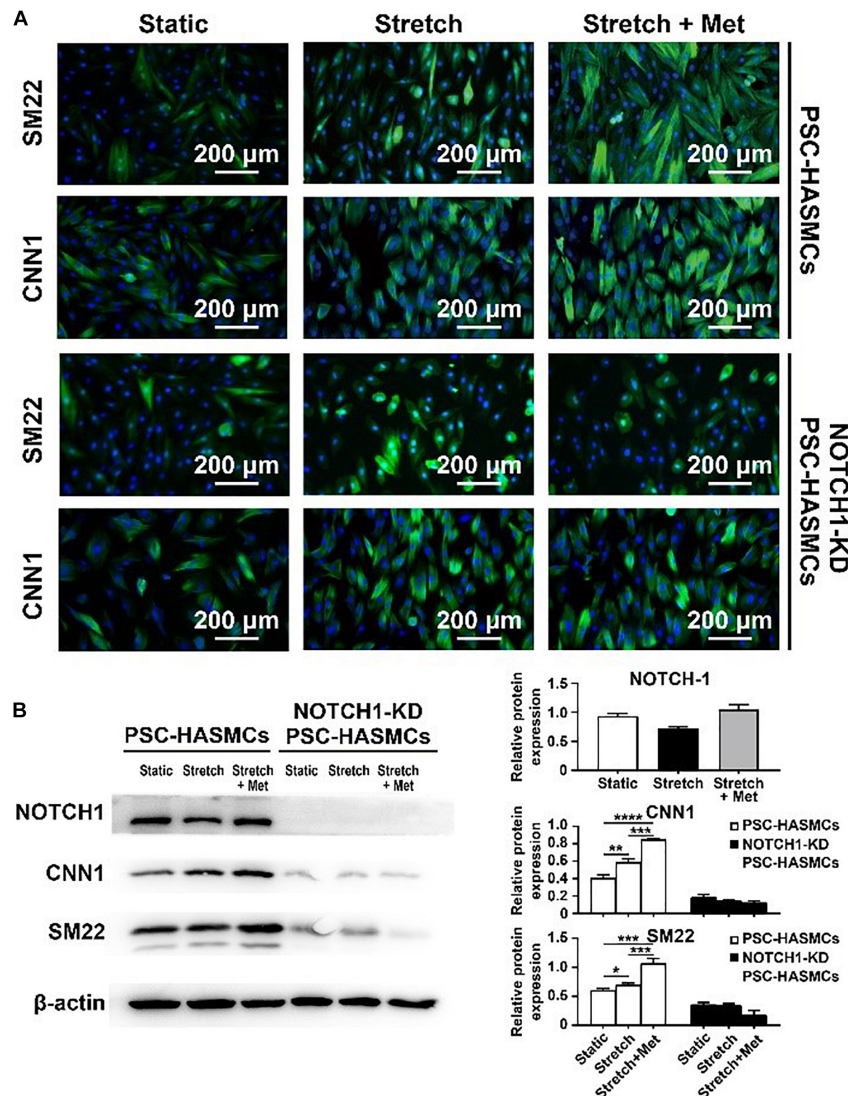 A
Static
Stretch
Stretch + Met
SM22
200 µm
200 µm
200 µm
CNN1
200 µm
200 µm
200 µm
PSC-HASMCs
SM22
200 µm
200 µm
200 µm
CNN1
200 µm
200 µm
200 µm
NOTCH1-KD
PSC-HASMCs
B
PSC-HASMCs
NOTCH1-KD
PSC-HASMCs
Static
Stretch
Stretch
+ Met
Static
Stretch
Stretch
+ Met
NOTCH1
CNN1
SM22
β-actin
NOTCH-1
Relative protein
expression
1.5
1.0
0.5
0
Static
Stretch
Stretch
+ Met
CNN1
Relative protein
expression
1.0
0.8
0.6
0.4
0.2
0
****
***
**
PSC-HASMCs
NOTCH1-KD
PSC-HASMCs
SM22
Relative protein
expression
1.5
1.0
0.5
0
***
***
*
PSC-HASMCs
NOTCH1-KD
PSC-HASMCs
Static
Stretch
Stretch+Met
Static
Stretch
Stretch+Met